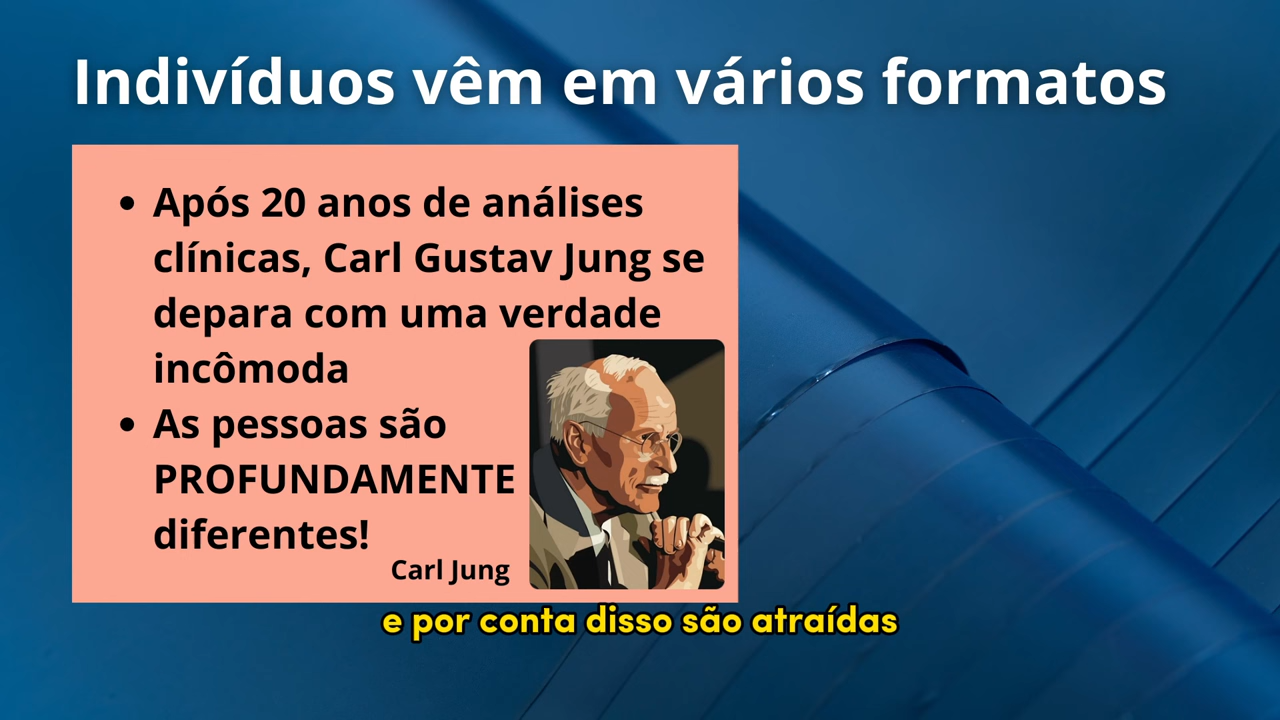 Indivíduos vêm em vários formatos
• Após 20 anos de análises
clínicas, Carl Gustav Jung se
depara com uma verdade
incômoda
• As pessoas são
PROFUNDAMENTE
diferentes!
Carl Jung
e por conta disso são atraídas